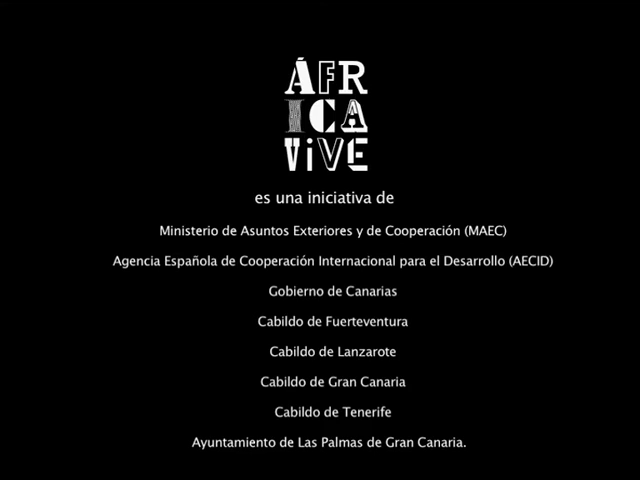 ÁFR
ICA
ViVE
es una iniciativa de
Ministerio de Asuntos Exteriores y de Cooperación (MAEC)
Agencia Española de Cooperación Internacional para el Desarrollo (AECID)
Gobierno de Canarias
Cabildo de Fuerteventura
Cabildo de Lanzarote
Cabildo de Gran Canaria
Cabildo de Tenerife
Ayuntamiento de Las Palmas de Gran Canaria.